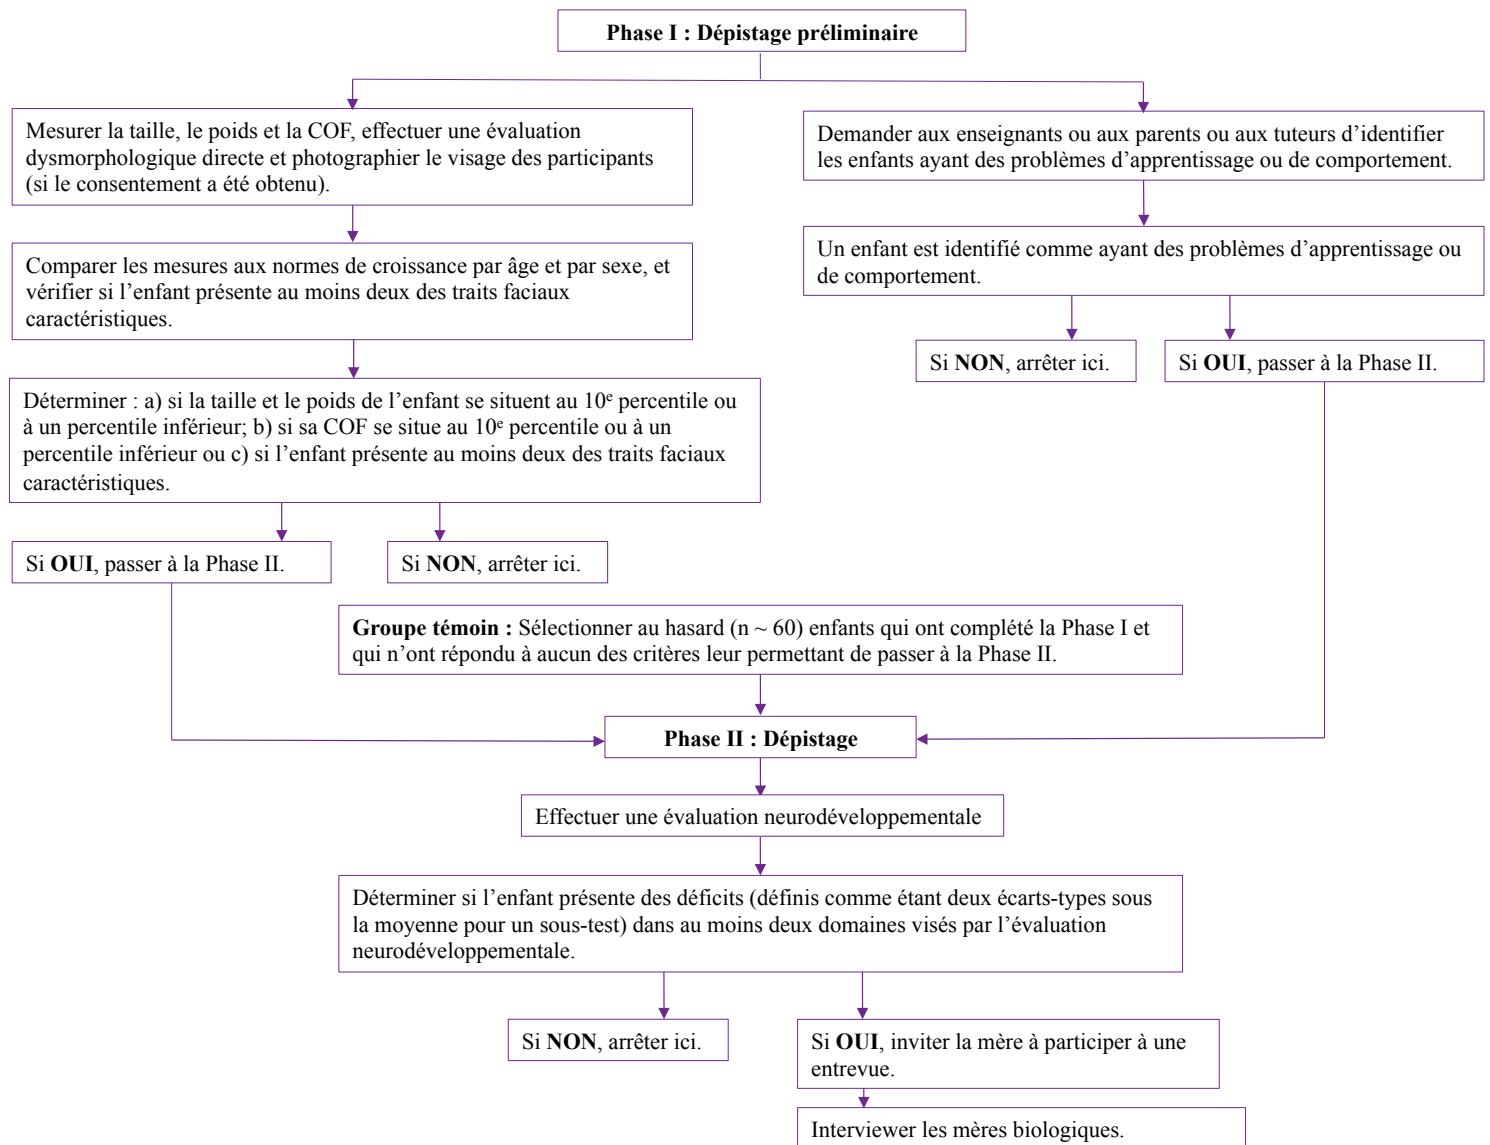 Phase I : Dépistage préliminaire
Mesurer la taille, le poids et la COF, effectuer une évaluation
dysmorphologique directe et photographier le visage des participants
(si le consentement a été obtenu).
Demander aux enseignants ou aux parents ou aux tuteurs d’identifier
les enfants ayant des problèmes d’apprentissage ou de comportement.
Comparer les mesures aux normes de croissance par âge et par sexe, et
vérifier si l’enfant présente au moins deux des traits faciaux
caractéristiques.
Un enfant est identifié comme ayant des problèmes d’apprentissage ou
de comportement.
Si NON, arrêter ici.
Si OUI, passer à la Phase II.
Déterminer : a) si la taille et le poids de l’enfant se situent au 10e percentile ou
à un percentile inférieur; b) si sa COF se situe au 10e percentile ou à un
percentile inférieur ou c) si l’enfant présente au moins deux des traits faciaux
caractéristiques.
Si OUI, passer à la Phase II.
Si NON, arrêter ici.
Groupe témoin : Sélectionner au hasard (n ~ 60) enfants qui ont complété la Phase I et
qui n’ont répondu à aucun des critères leur permettant de passer à la Phase II.
Phase II : Dépistage
Effectuer une évaluation neurodéveloppementale
Déterminer si l’enfant présente des déficits (définis comme étant deux écarts-types sous
la moyenne pour un sous-test) dans au moins deux domaines visés par l’évaluation
neurodéveloppementale.
Si NON, arrêter ici.
Si OUI, inviter la mère à participer à une
entrevue.
Interviewer les mères biologiques.